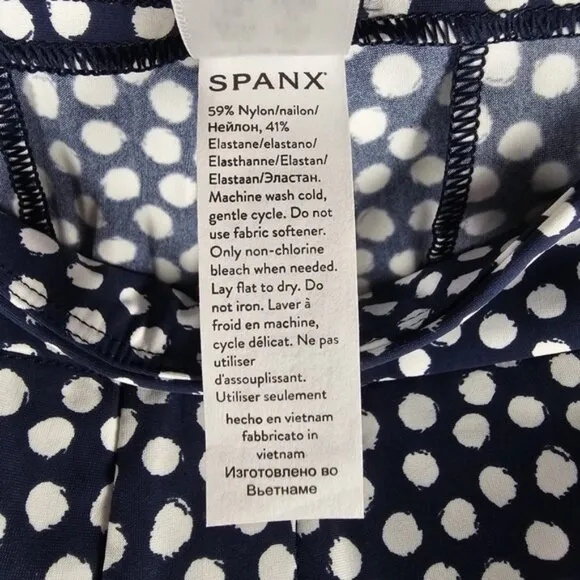 SPANX®
59% Nylon/nailon/
Нейлон, 41%
Elastane/elastano/
Elasthanne/Elastan/
Elastaan/Эластан.
Machine wash cold,
gentle cycle. Do not
use fabric softener.
Only non-chlorine
bleach when needed.
Lay flat to dry. Do
not iron. Laver à
froid en machine,
cycle délicat. Ne pas
utiliser
d'assouplissant.
Utiliser seulement
hecho en vietnam
fabbricato in
vietnam
Изготовлено во
Вьетнаме